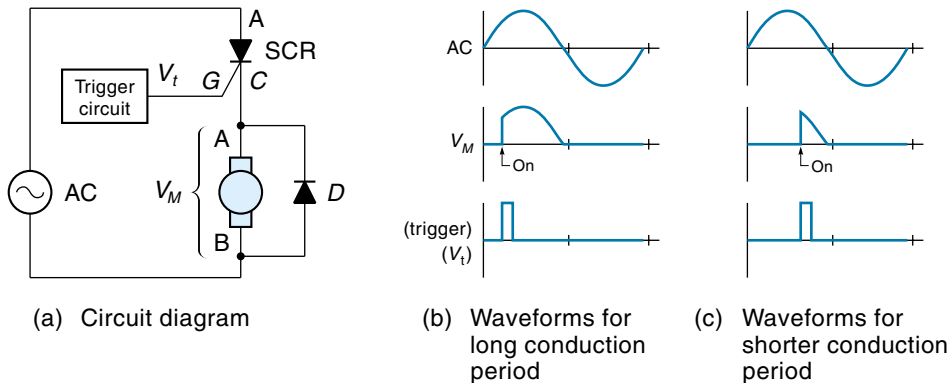 A
SCR
V_t
G
C
Trigger
circuit
A
V_M
D
AC
B
(a) Circuit diagram
AC
V_M
On
(trigger)
(V_t)
(b) Waveforms for
long conduction
period
On
(c) Waveforms for
shorter conduction
period